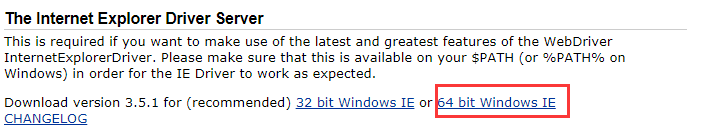 The Internet Explorer Driver Server
This is required if you want to make use of the latest and greatest features of the WebDriver
InternetExplorerDriver. Please make sure that this is available on your $PATH (or %PATH% on
Windows) in order for the IE Driver to work as expected.
Download version 3.5.1 for (recommended) 32 bit Windows IE or 64 bit Windows IE
CHANGELOG